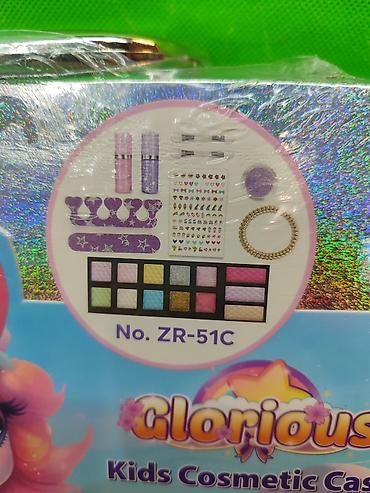 No. ZR-51C
Glorious
Kids Cosmetic Cas